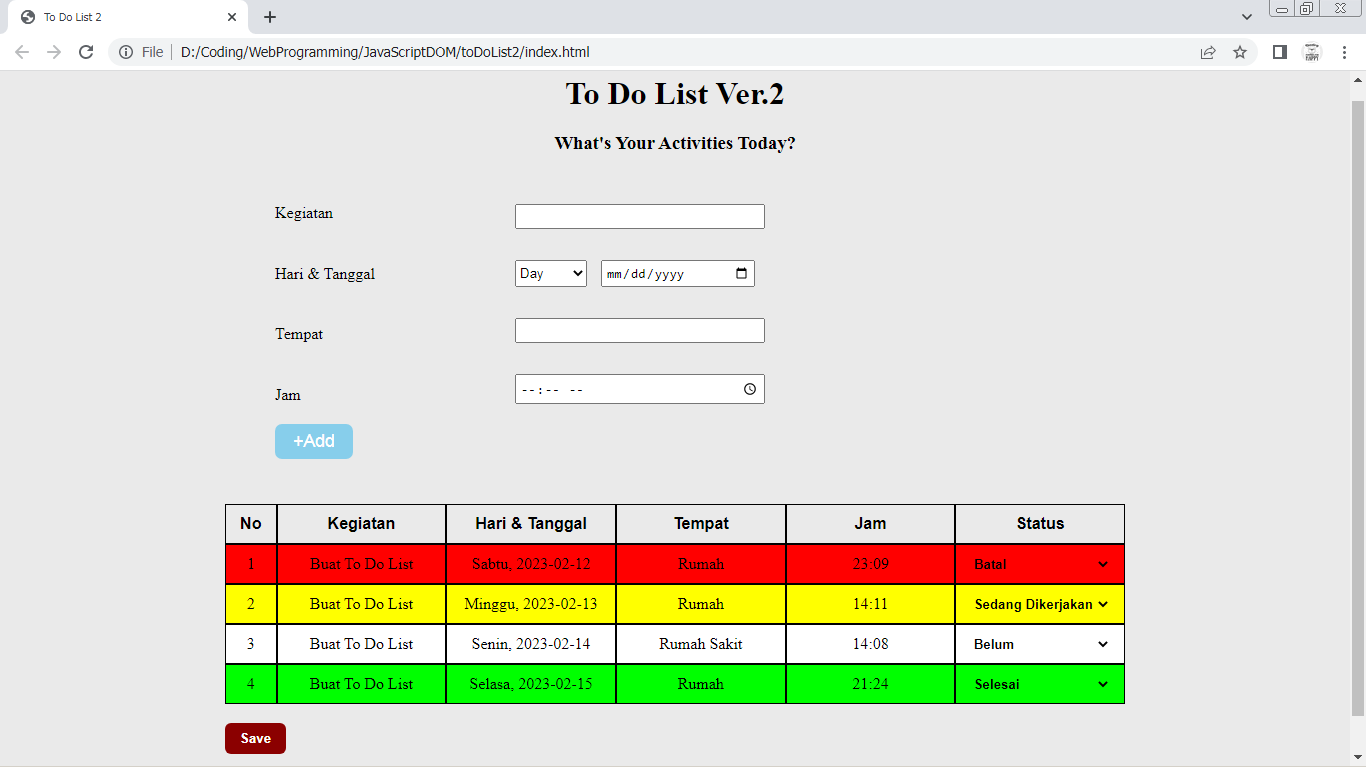 To Do List 2
File D:/Coding/WebProgramming/JavaScriptDOM/toDoList2/index.html
To Do List Ver.2
What's Your Activities Today?
Kegiatan
Hari & Tanggal Day mm/dd/yyyy
Tempat
Jam --:-- --
+Add
No Kegiatan Hari & Tanggal Tempat Jam Status
1 Buat To Do List Sabtu, 2023-02-12 Rumah 23:09 Batal
2 Buat To Do List Minggu, 2023-02-13 Rumah 14:11 Sedang Dikerjakan
3 Buat To Do List Senin, 2023-02-14 Rumah Sakit 14:08 Belum
4 Buat To Do List Selasa, 2023-02-15 Rumah 21:24 Selesai
Save